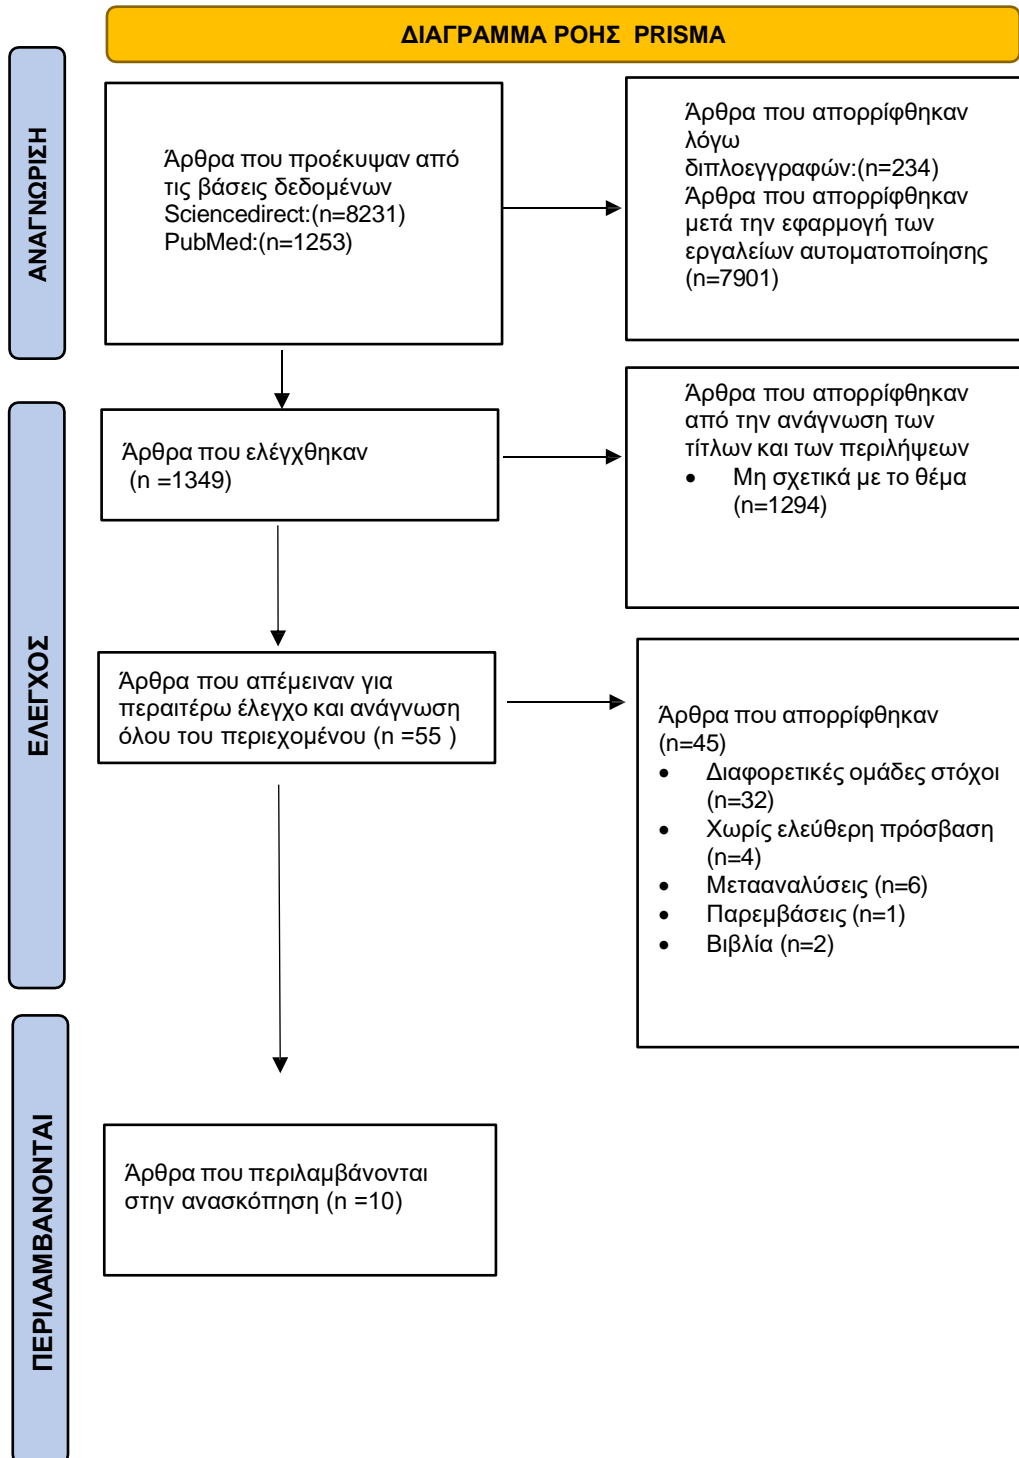 ΔΙΑΓΡΑΜΜΑ ΡΟΗΣ PRISMA
ΑΝΑΓΝΩΡΙΣΗ
Άρθρα που προέκυψαν από
τις βάσεις δεδομένων
Sciencedirect:(n=8231)
PubMed:(n=1253)
Άρθρα που απορρίφθηκαν
λόγω
διπλοεγγραφών:(n=234)
Άρθρα που απορρίφθηκαν
μετά την εφαρμογή των
εργαλείων αυτοματοποίησης
(n=7901)
ΕΛΕΓΧΟΣ
Άρθρα που ελέγχθηκαν
(n =1349)
Άρθρα που απορρίφθηκαν
από την ανάγνωση των
τίτλων και των περιλήψεων
• Μη σχετικά με το θέμα
(n=1294)
Άρθρα που απέμειναν για
περαιτέρω έλεγχο και ανάγνωση
όλου του περιεχομένου (n =55 )
Άρθρα που απορρίφθηκαν
(n=45)
• Διαφορετικές ομάδες στόχοι
(n=32)
• Χωρίς ελεύθερη πρόσβαση
(n=4)
• Μετααναλύσεις (n=6)
• Παρεμβάσεις (n=1)
• Βιβλία (n=2)
ΠΕΡΙΛΑΜΒΑΝΟΝΤΑΙ
Άρθρα που περιλαμβάνονται
στην ανασκόπηση (n =10)